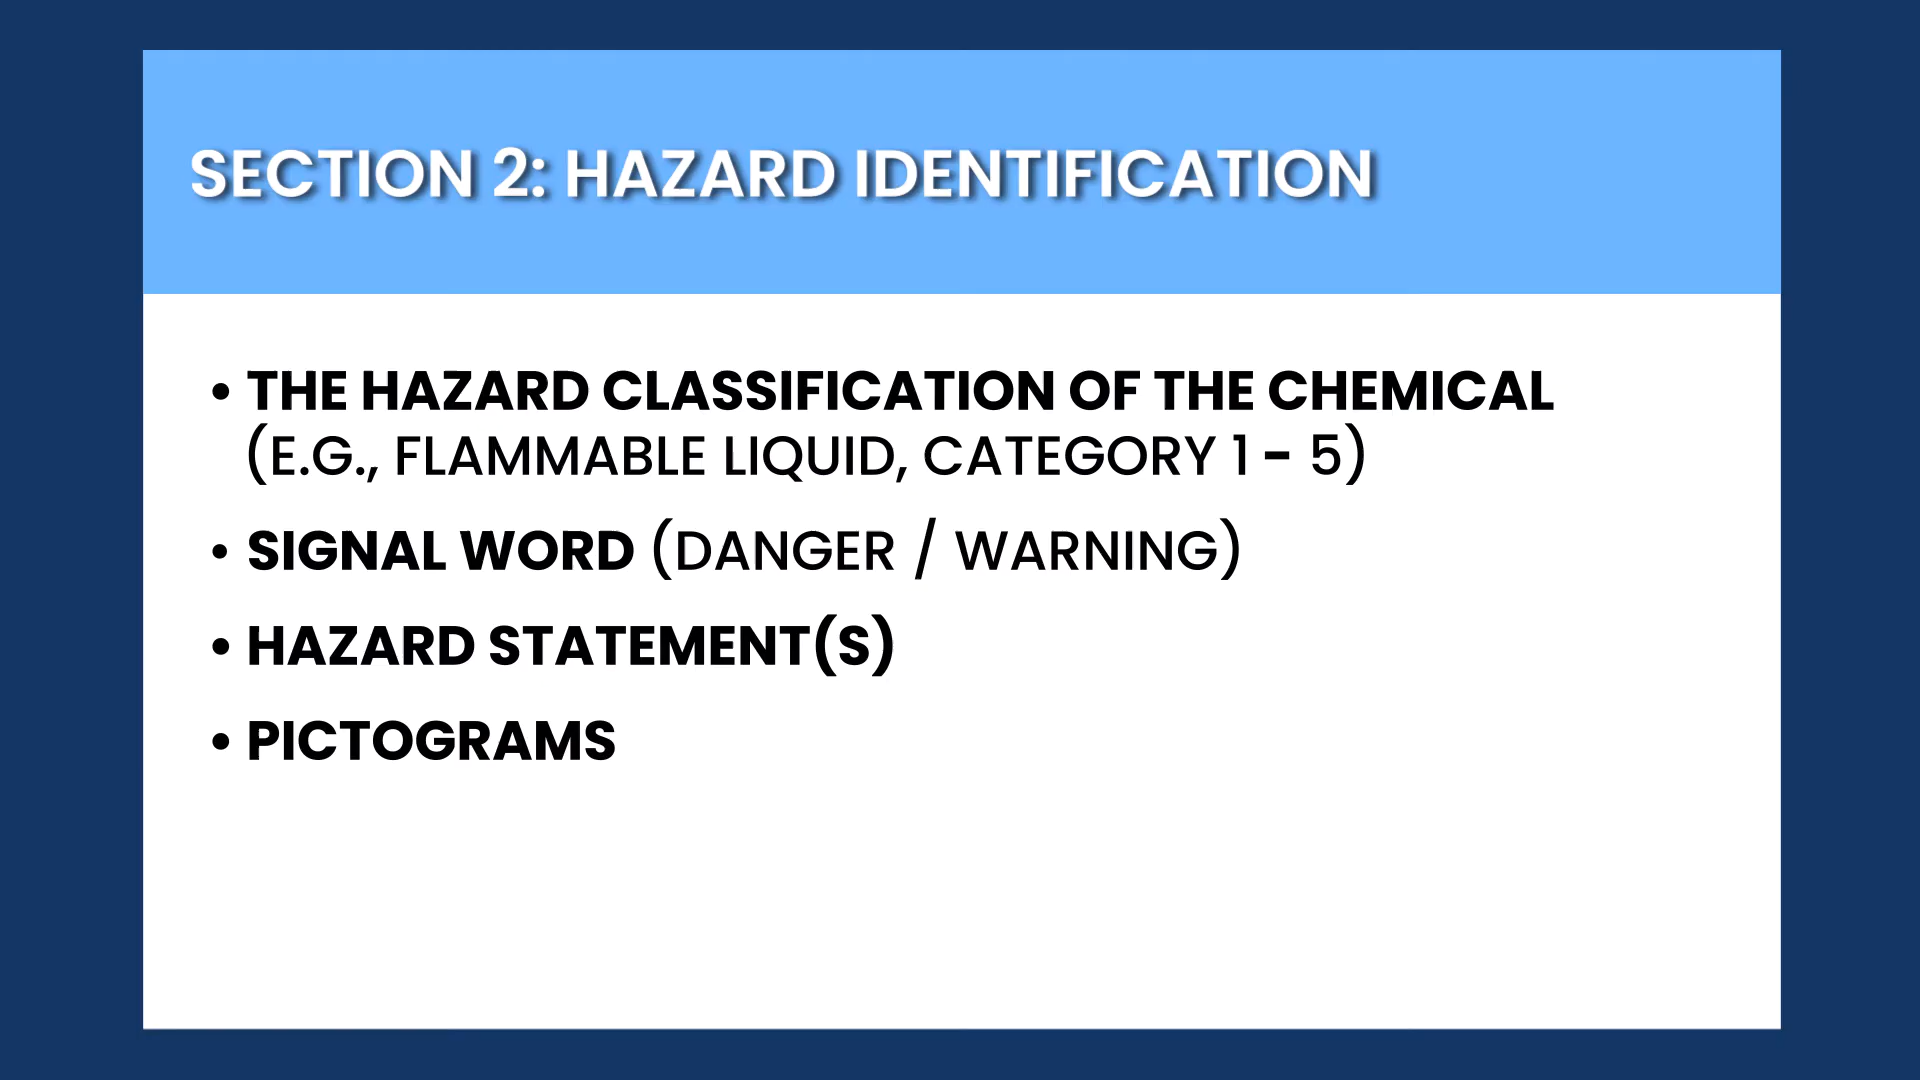 SECTION 2: HAZARD IDENTIFICATION
• THE HAZARD CLASSIFICATION OF THE CHEMICAL
(E.G., FLAMMABLE LIQUID, CATEGORY 1 - 5)
• SIGNAL WORD (DANGER / WARNING)
• HAZARD STATEMENT(S)
• PICTOGRAMS